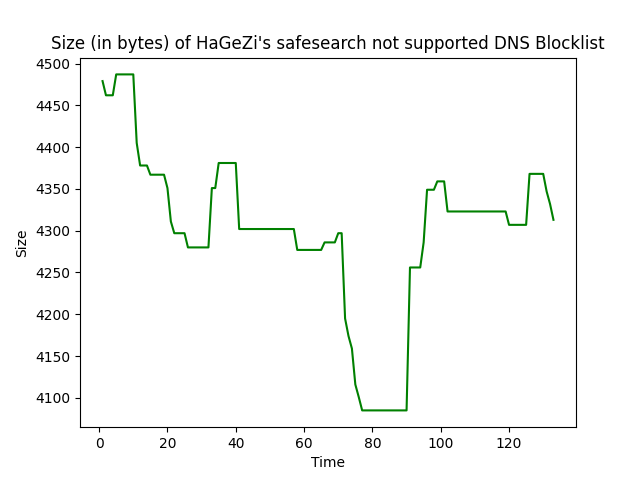 Size (in bytes) of HaGeZi's safesearch not supported DNS Blocklist
4500
4450
4400
4350
4300
4250
4200
4150
4100
Size
0 20 40 60 80 100 120
Time